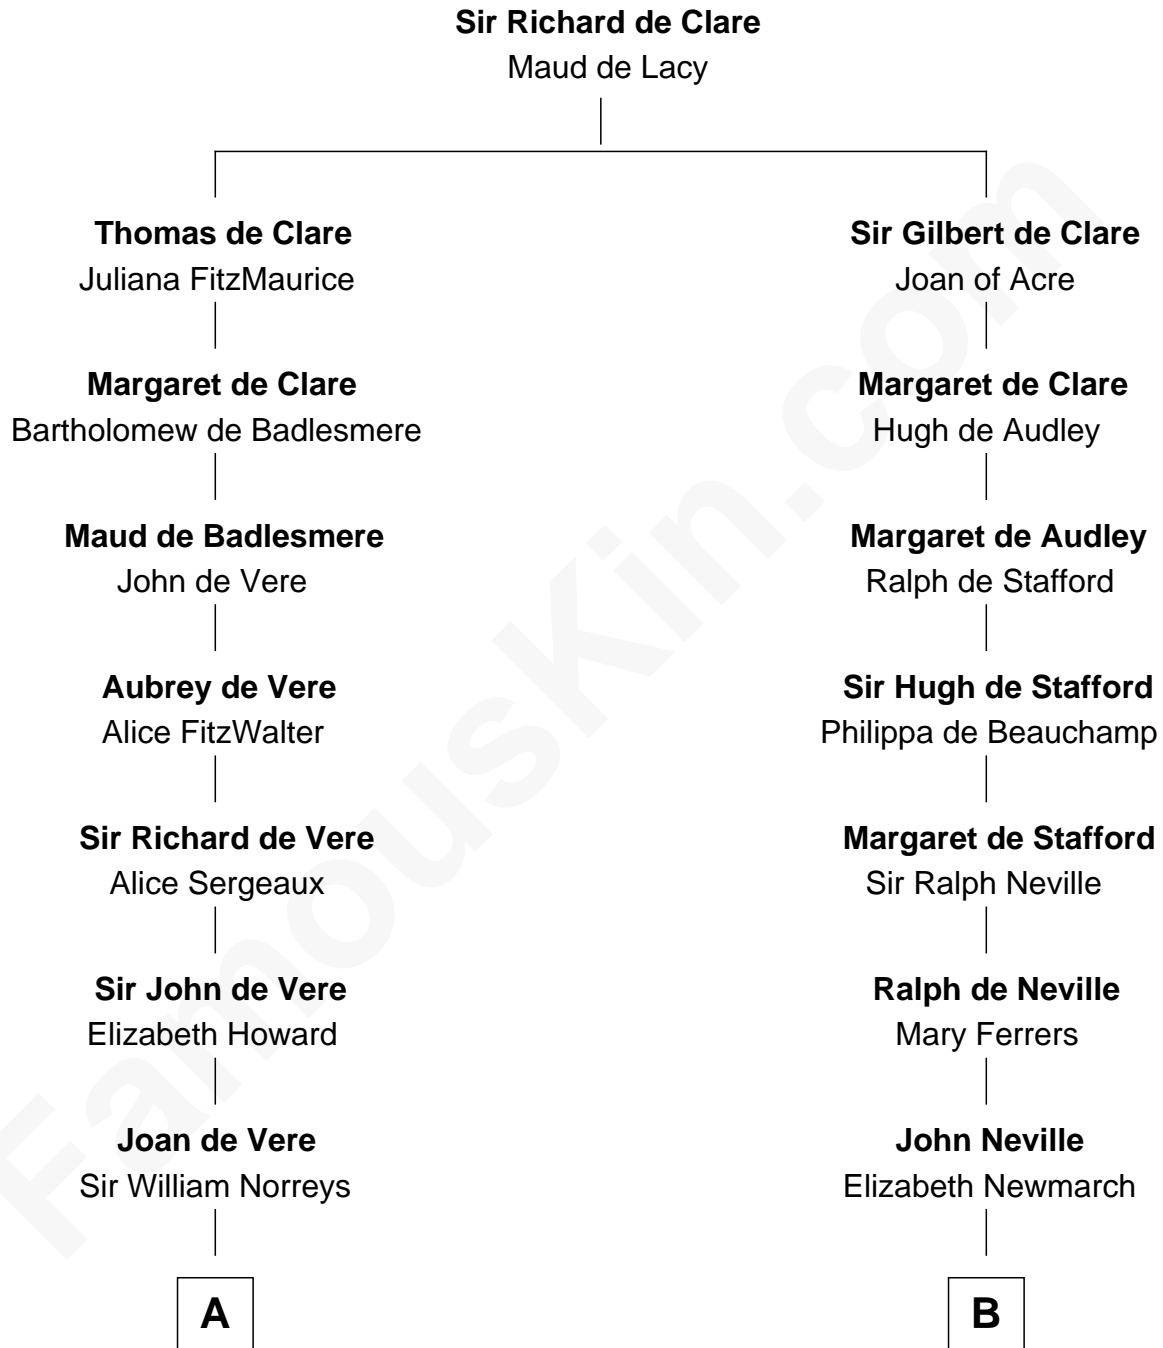 Sir Richard de Clare
Maud de Lacy
Thomas de Clare
Juliana FitzMaurice
Margaret de Clare
Bartholomew de Badlesmere
Maud de Badlesmere
John de Vere
Aubrey de Vere
Alice FitzWalter
Sir Richard de Vere
Alice Sergeaux
Sir John de Vere
Elizabeth Howard
Joan de Vere
Sir William Norreys
A
Sir Gilbert de Clare
Joan of Acre
Margaret de Clare
Hugh de Audley
Margaret de Audley
Ralph de Stafford
Sir Hugh de Stafford
Philippa de Beauchamp
Margaret de Stafford
Sir Ralph Neville
Ralph de Neville
Mary Ferrers
John Neville
Elizabeth Newmarch
B
FamousKin.com